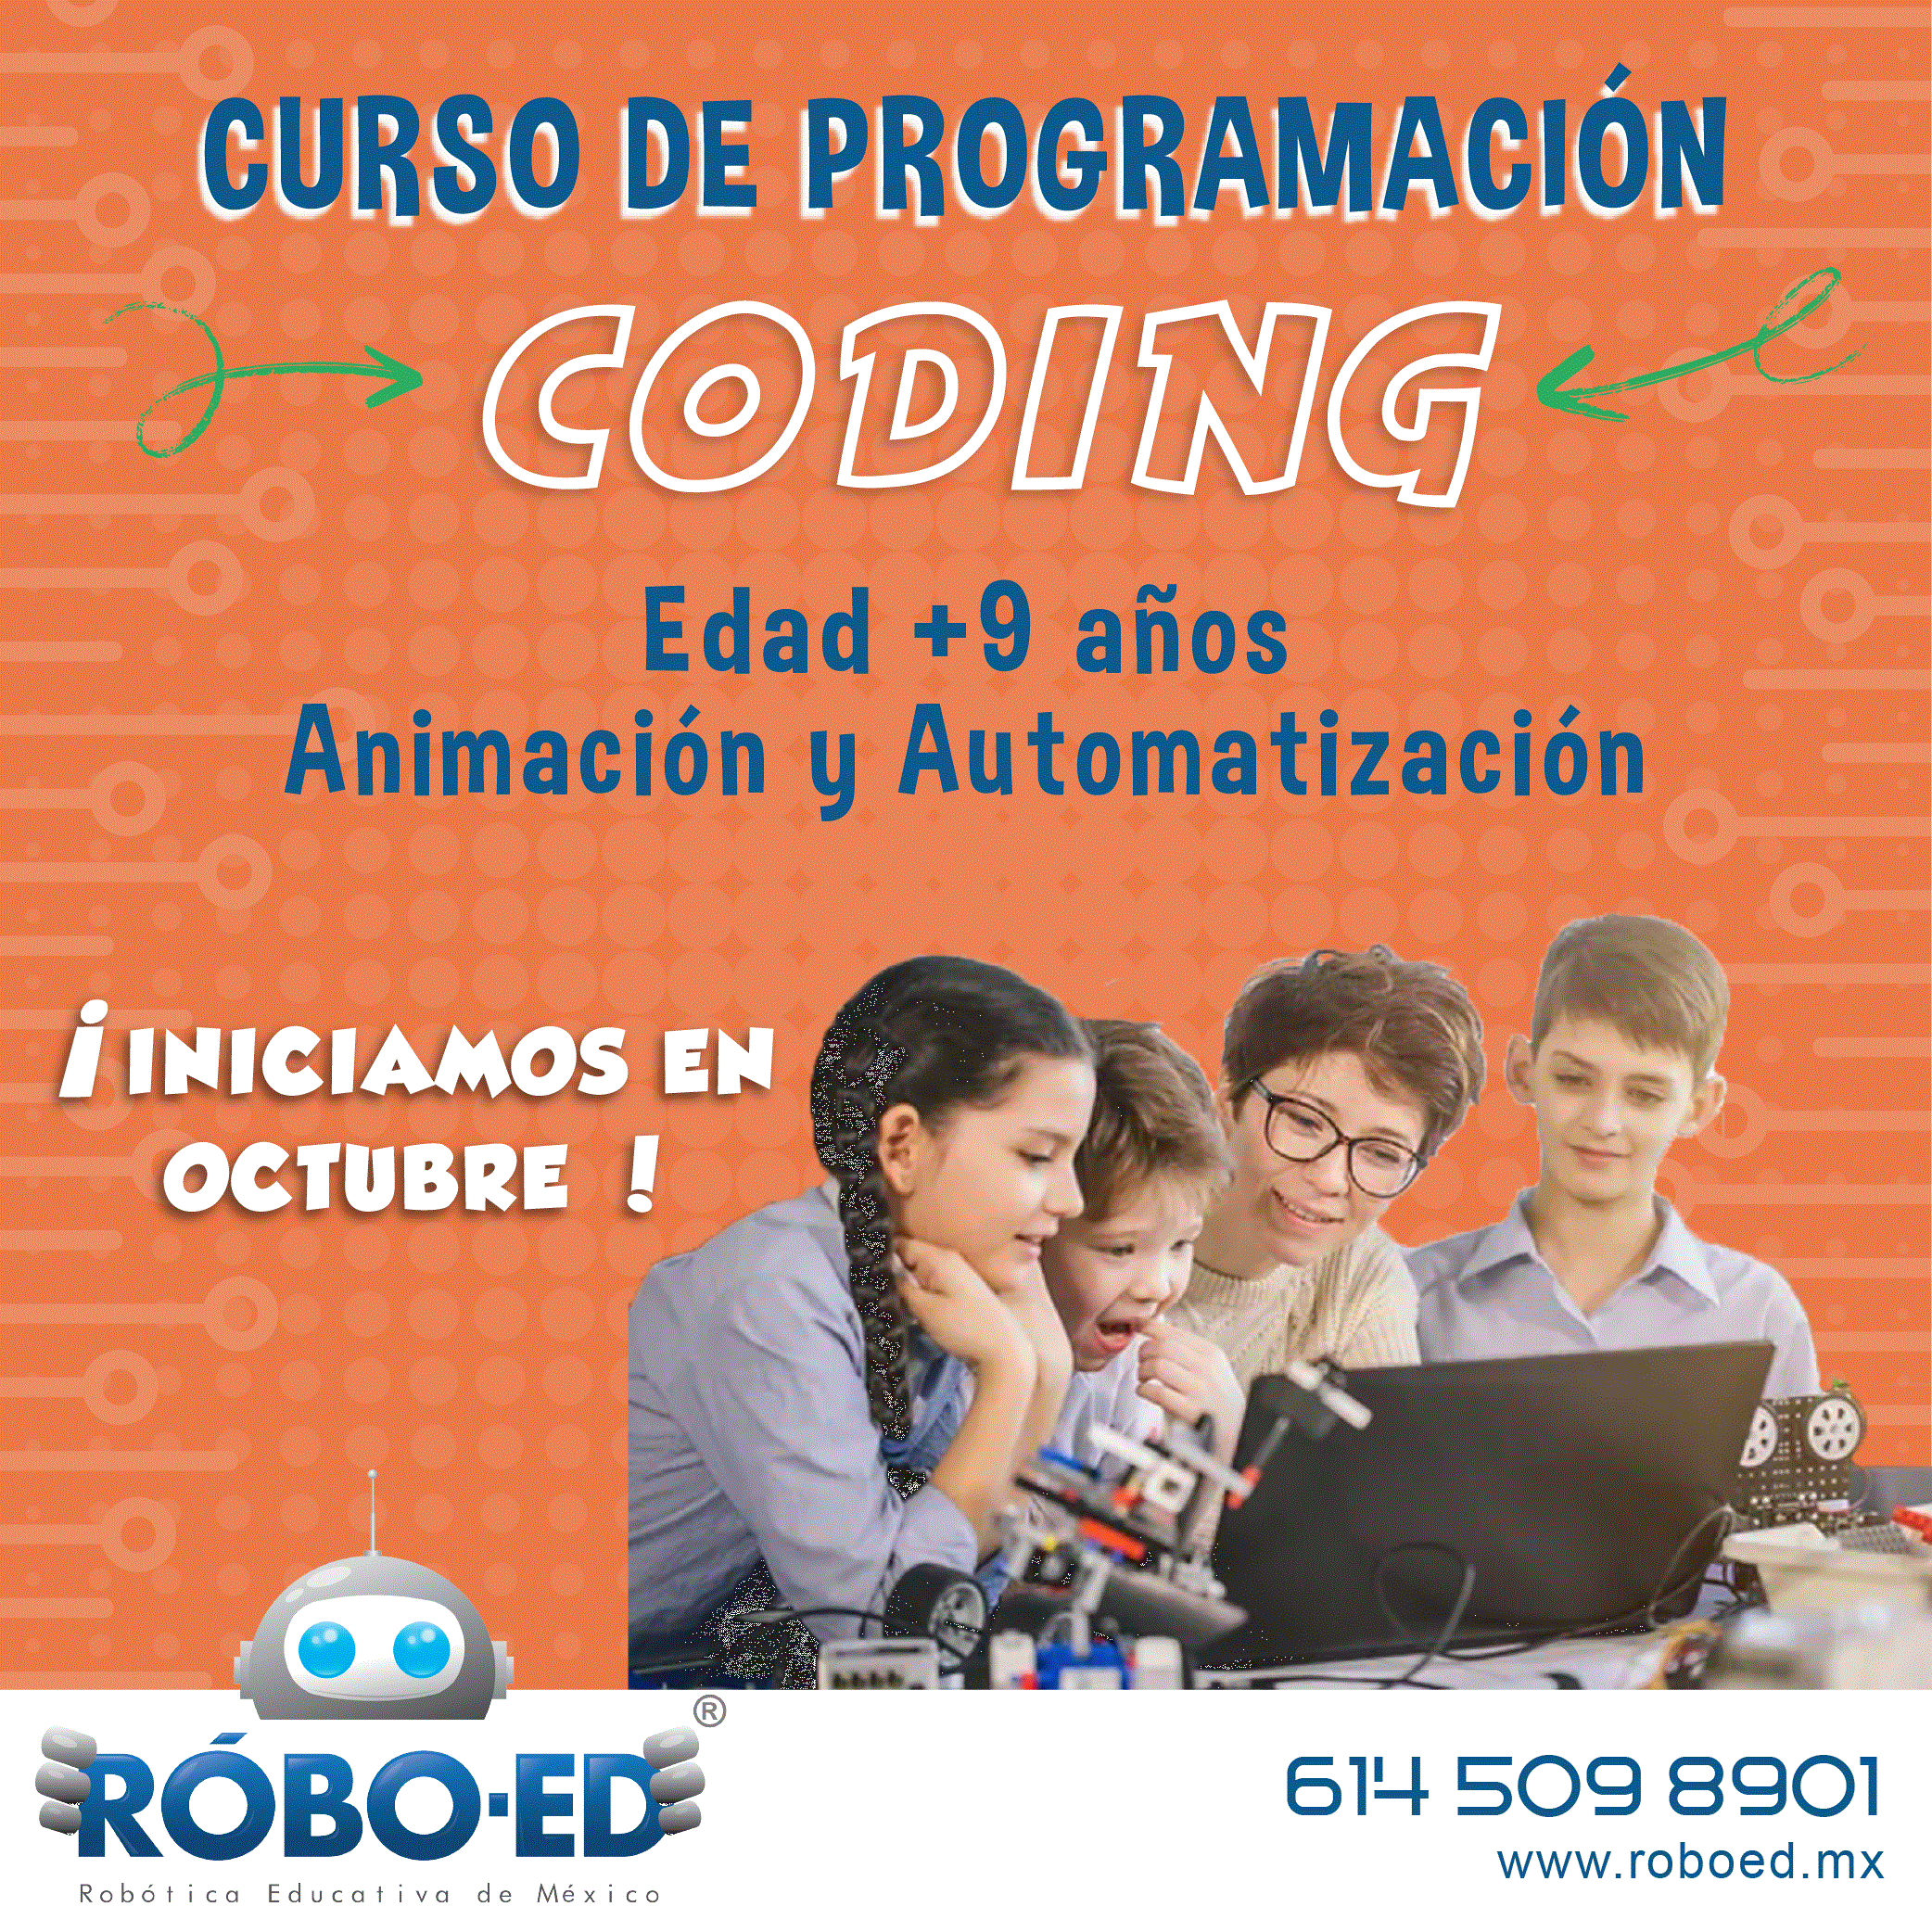 CURSO DE PROGRAMACIÓN
CODING
Edad +9 años
Animación y Automatización
¡INICIAMOS EN
OCTUBRE !
®
RÓBO-ED
Robótica Educativa de México
614 509 8901
www.roboed.mx